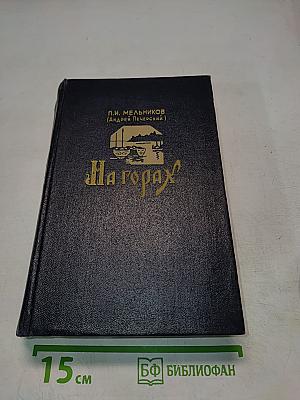 П.И. МЕЛЬНИКОВ
(Андрей Печерский)
На горах
15 см
БФ БИБЛИОФАН